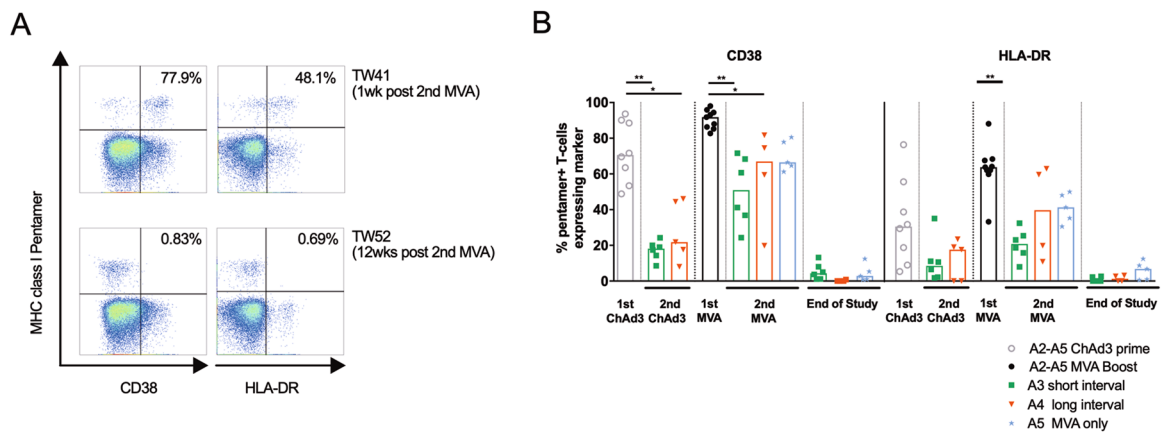 A
77.9%
48.1%
TW41
(1wk post 2nd MVA)
0.83%
0.69%
TW52
(12wks post 2nd MVA)
MHC class I Pentamer
CD38
HLA-DR
B
CD38
HLA-DR
**
*
**
*
**
100
80
60
40
20
0
% pentamer+ T-cells
expressing marker
1st
ChAd3
2nd
ChAd3
1st
MVA
2nd
MVA
End of Study
1st
ChAd3
2nd
ChAd3
1st
MVA
2nd
MVA
End of Study
A2-A5 ChAd3 prime
A2-A5 MVA Boost
A3 short interval
A4 long interval
A5 MVA only